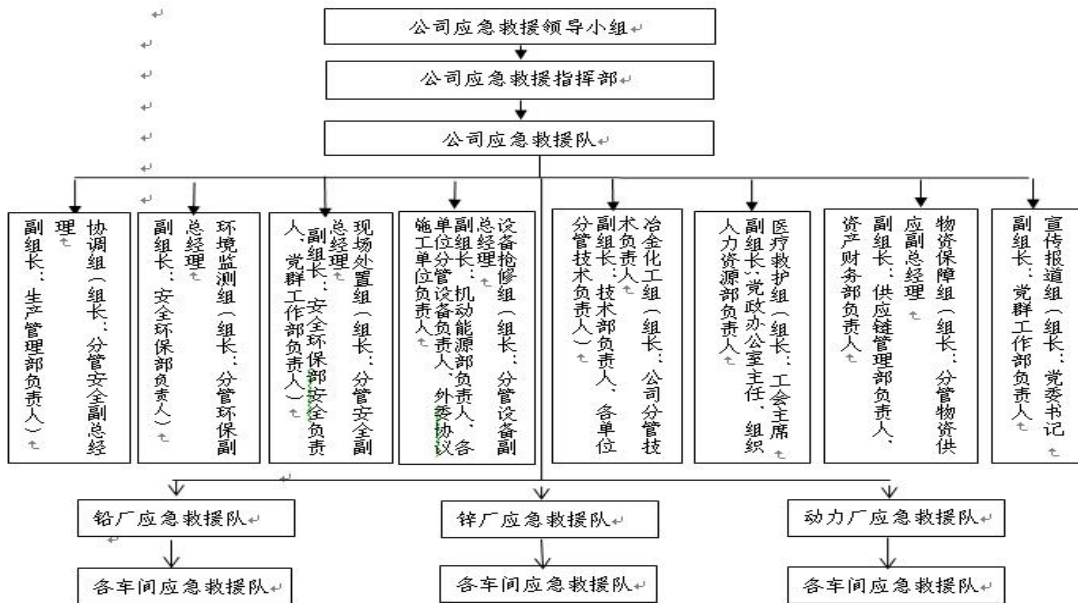 公司应急救援领导小组
公司应急救援指挥部
公司应急救援队
协调组（组长：分管安全副总经
理
副组长：生产管理部负责人）
环境监测组（组长：分管环保副
总经理
副组长：安全环保部负责人）
现场处置组（组长：分管安全副
总经理
副组长：安全环保部安全负责
人、党群工作部负责人）
设备抢修组（组长：分管设备副
总经理
副组长：机动能源部负责人、各
单位分管设备负责人、外委协议
施工单位负责人
冶金化工组（组长：公司分管技
术负责人
副组长：技术部负责人、各单位
分管技术负责人）
医疗救护组（组长：工会主席
副组长：党政办公室主任、组织
人力资源部负责人
物资保障组（组长：分管物资供
应副总经理
副组长：供应链管理部负责人、
资产财务部负责人
宣传报道组（组长：党委书记
副组长：党群工作部负责人
铅厂应急救援队
锌厂应急救援队
动力厂应急救援队
各车间应急救援队
各车间应急救援队
各车间应急救援队